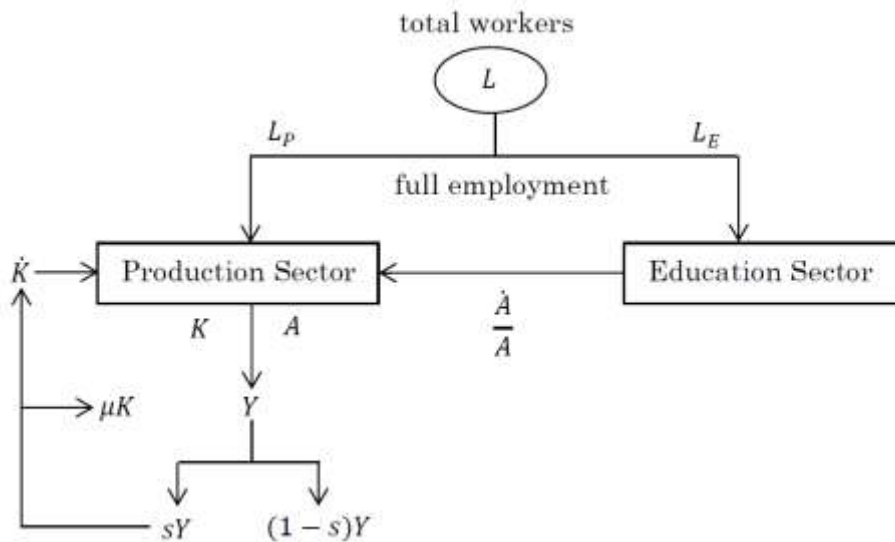 total workers
L
L_P
L_E
full employment
K̇
Production Sector
Education Sector
K
A
Ȧ/A
μK
Y
sY
(1 − s)Y